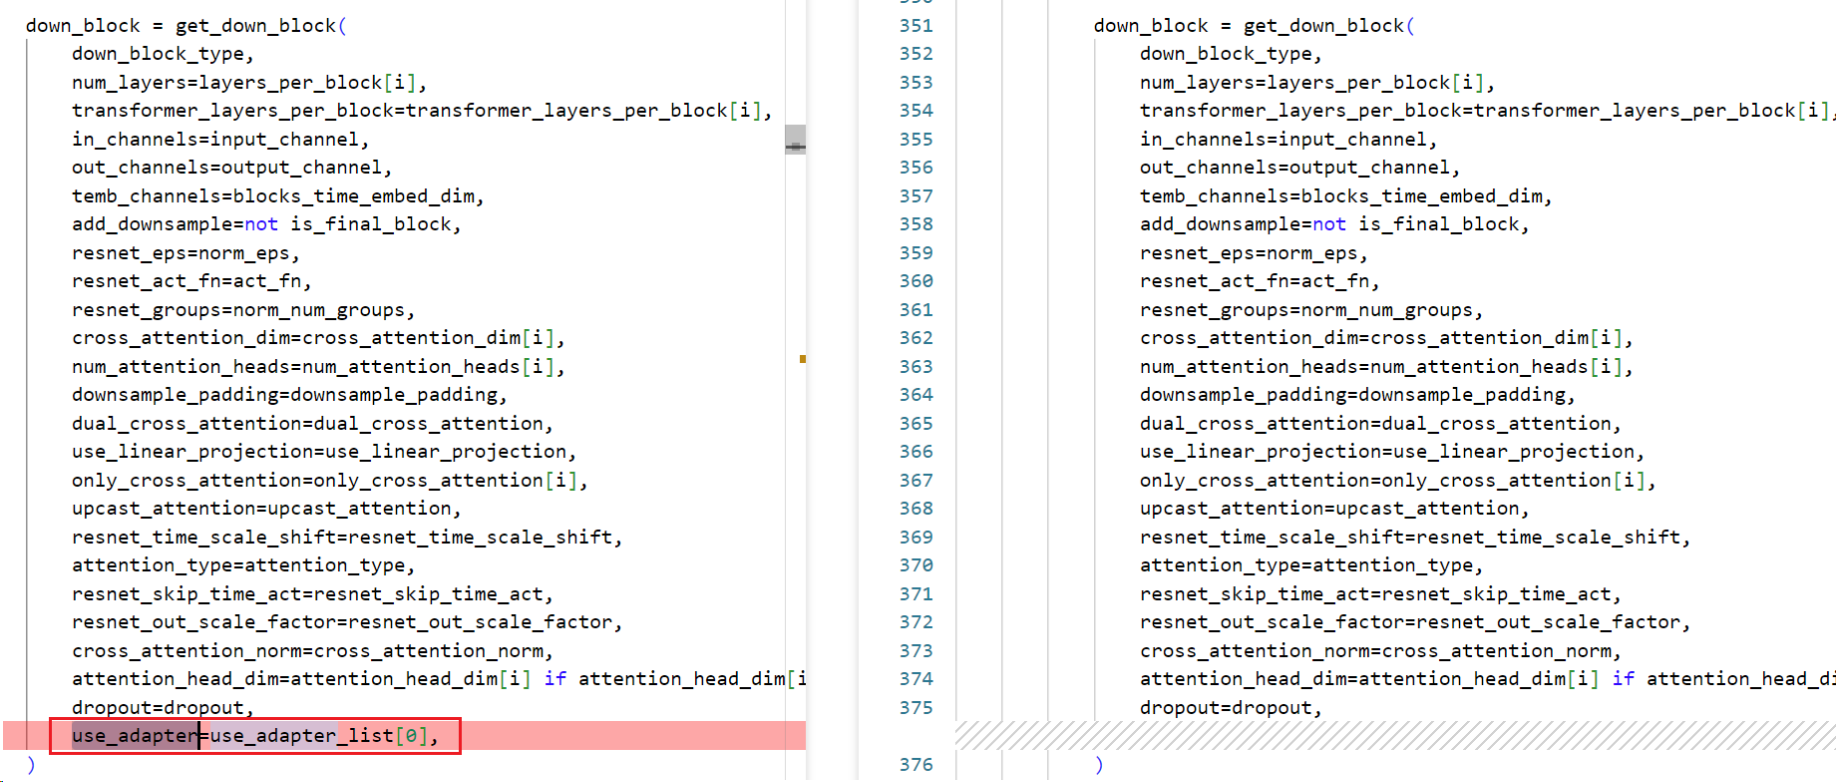 down_block = get_down_block(
down_block_type,
num_layers=layers_per_block[i],
transformer_layers_per_block=transformer_layers_per_block[i],
in_channels=input_channel,
out_channels=output_channel,
temb_channels=blocks_time_embed_dim,
add_downsample=not is_final_block,
resnet_eps=norm_eps,
resnet_act_fn=act_fn,
resnet_groups=norm_num_groups,
cross_attention_dim=cross_attention_dim[i],
num_attention_heads=num_attention_heads[i],
downsample_padding=downsample_padding,
dual_cross_attention=dual_cross_attention,
use_linear_projection=use_linear_projection,
only_cross_attention=only_cross_attention[i],
upcast_attention=upcast_attention,
resnet_time_scale_shift=resnet_time_scale_shift,
attention_type=attention_type,
resnet_skip_time_act=resnet_skip_time_act,
resnet_out_scale_factor=resnet_out_scale_factor,
cross_attention_norm=cross_attention_norm,
attention_head_dim=attention_head_dim[i] if attention_head_dim[i
dropout=dropout,
use_adapter=use_adapter_list[0],
)
351 down_block = get_down_block(
352 down_block_type,
353 num_layers=layers_per_block[i],
354 transformer_layers_per_block=transformer_layers_per_block[i],
355 in_channels=input_channel,
356 out_channels=output_channel,
357 temb_channels=blocks_time_embed_dim,
358 add_downsample=not is_final_block,
359 resnet_eps=norm_eps,
360 resnet_act_fn=act_fn,
361 resnet_groups=norm_num_groups,
362 cross_attention_dim=cross_attention_dim[i],
363 num_attention_heads=num_attention_heads[i],
364 downsample_padding=downsample_padding,
365 dual_cross_attention=dual_cross_attention,
366 use_linear_projection=use_linear_projection,
367 only_cross_attention=only_cross_attention[i],
368 upcast_attention=upcast_attention,
369 resnet_time_scale_shift=resnet_time_scale_shift,
370 attention_type=attention_type,
371 resnet_skip_time_act=resnet_skip_time_act,
372 resnet_out_scale_factor=resnet_out_scale_factor,
373 cross_attention_norm=cross_attention_norm,
374 attention_head_dim=attention_head_dim[i] if attention_head_di
375 dropout=dropout,
376 )